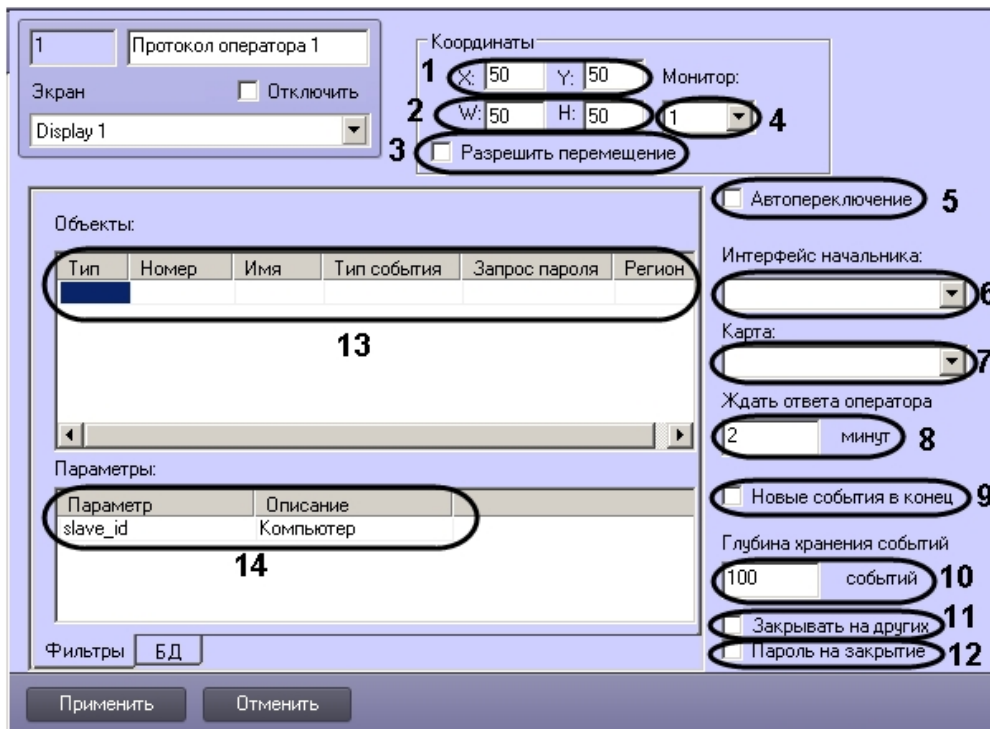 1 Протокол оператора 1
Экран Отключить
Display 1
Координаты
1 X: 50 Y: 50 Монитор:
2 W: 50 H: 50 1 4
3 Разрешить перемещение
Объекты:
Тип Номер Имя Тип события Запрос пароля Регион
13
Параметры:
Параметр Описание
slave_id Компьютер
14
Фильтры БД
Автопереключение 5
Интерфейс начальника:
6
Карта:
7
Ждать ответа оператора
2 минут 8
Новые события в конец 9
Глубина хранения событий
100 событий 10
Закрывать на других 11
Пароль на закрытие 12
Применить Отменить